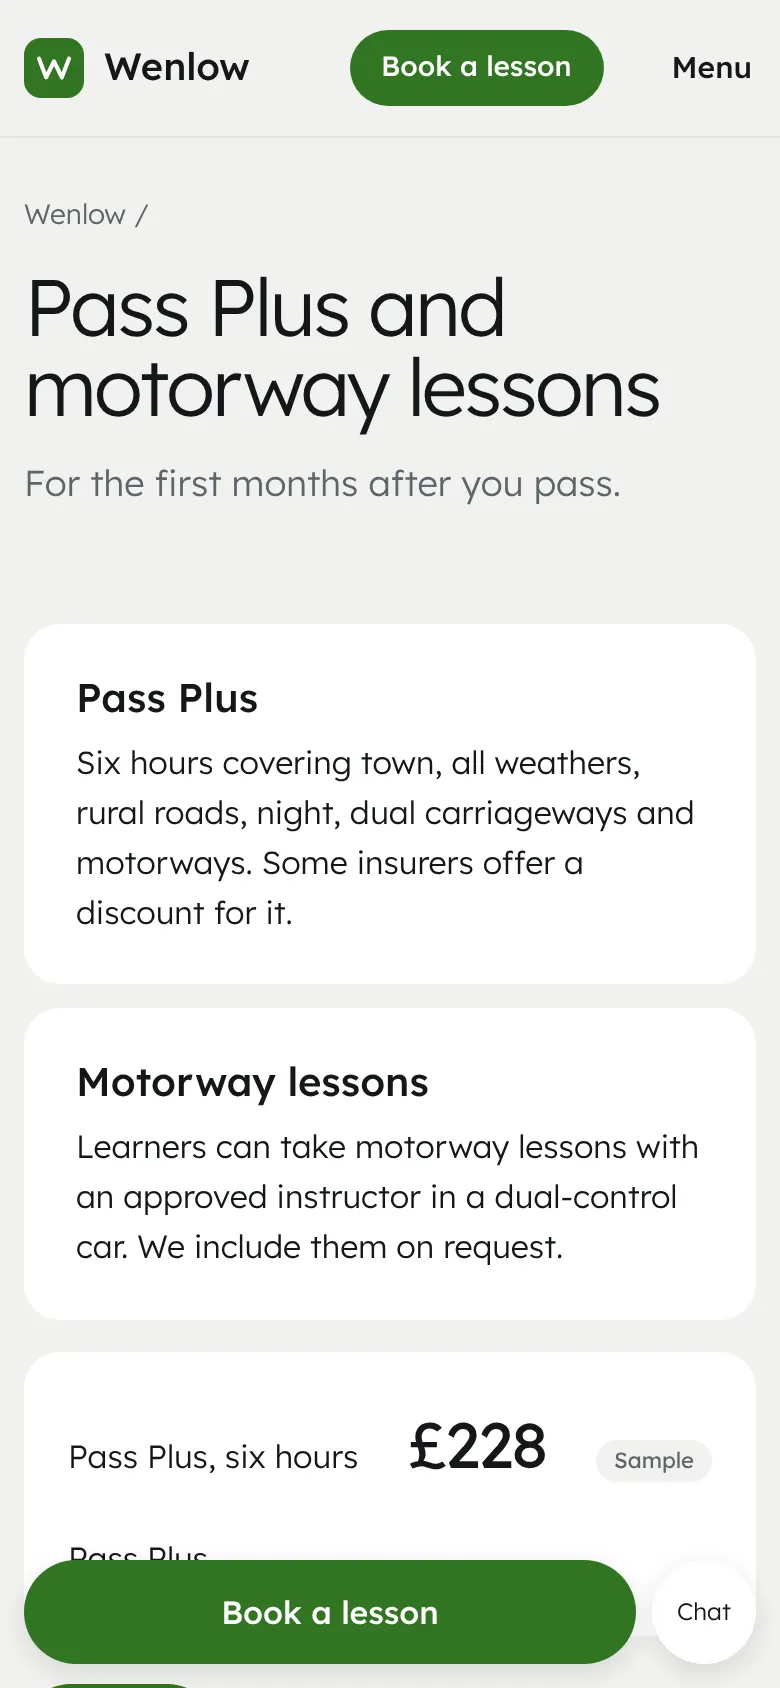 W Wenlow Book a lesson Menu
Wenlow /
Pass Plus and
motorway lessons
For the first months after you pass.
Pass Plus
Six hours covering town, all weathers,
rural roads, night, dual carriageways and
motorways. Some insurers offer a
discount for it.
Motorway lessons
Learners can take motorway lessons with
an approved instructor in a dual-control
car. We include them on request.
Pass Plus, six hours £228 Sample
Pass Plus
Book a lesson Chat